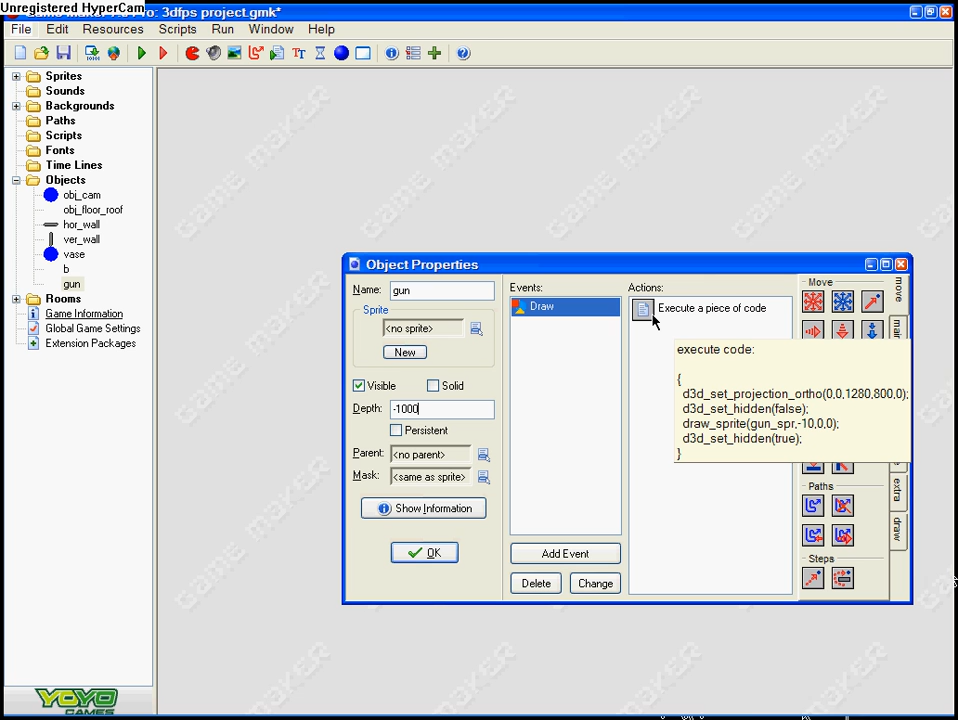 Unregistered HyperCam
3dfps project.gmk*
File Edit Resources Scripts Run Window Help
Sprites
Sounds
Backgrounds
Paths
Scripts
Fonts
Time Lines
Objects
obj_cam
obj_floor_roof
hor_wall
ver_wall
vase
b
gun
Rooms
Game Information
Global Game Settings
Extension Packages
YOYO
GAMES
Object Properties
Name: gun
Sprite
<no sprite>
New
Visible Solid
Depth: -1000
Persistent
Parent: <no parent>
Mask: <same as sprite>
Show Information
OK
Events:
Draw
Add Event
Delete Change
Actions:
Execute a piece of code
execute code:
{
d3d_set_projection_ortho(0,0,1280,800,0);
d3d_set_hidden(false);
draw_sprite(gun_spr,-10,0,0);
d3d_set_hidden(true);
}
Move
Paths
Steps
move
extra
draw
GAME MAKER